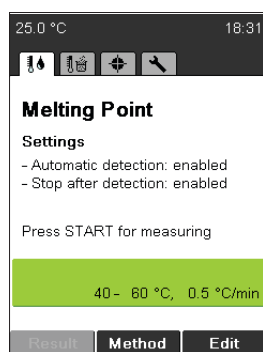 25.0 °C 18:31
Melting Point
Settings
- Automatic detection: enabled
- Stop after detection: enabled
Press START for measuring
40 - 60 °C, 0.5 °C/min
Result Method Edit